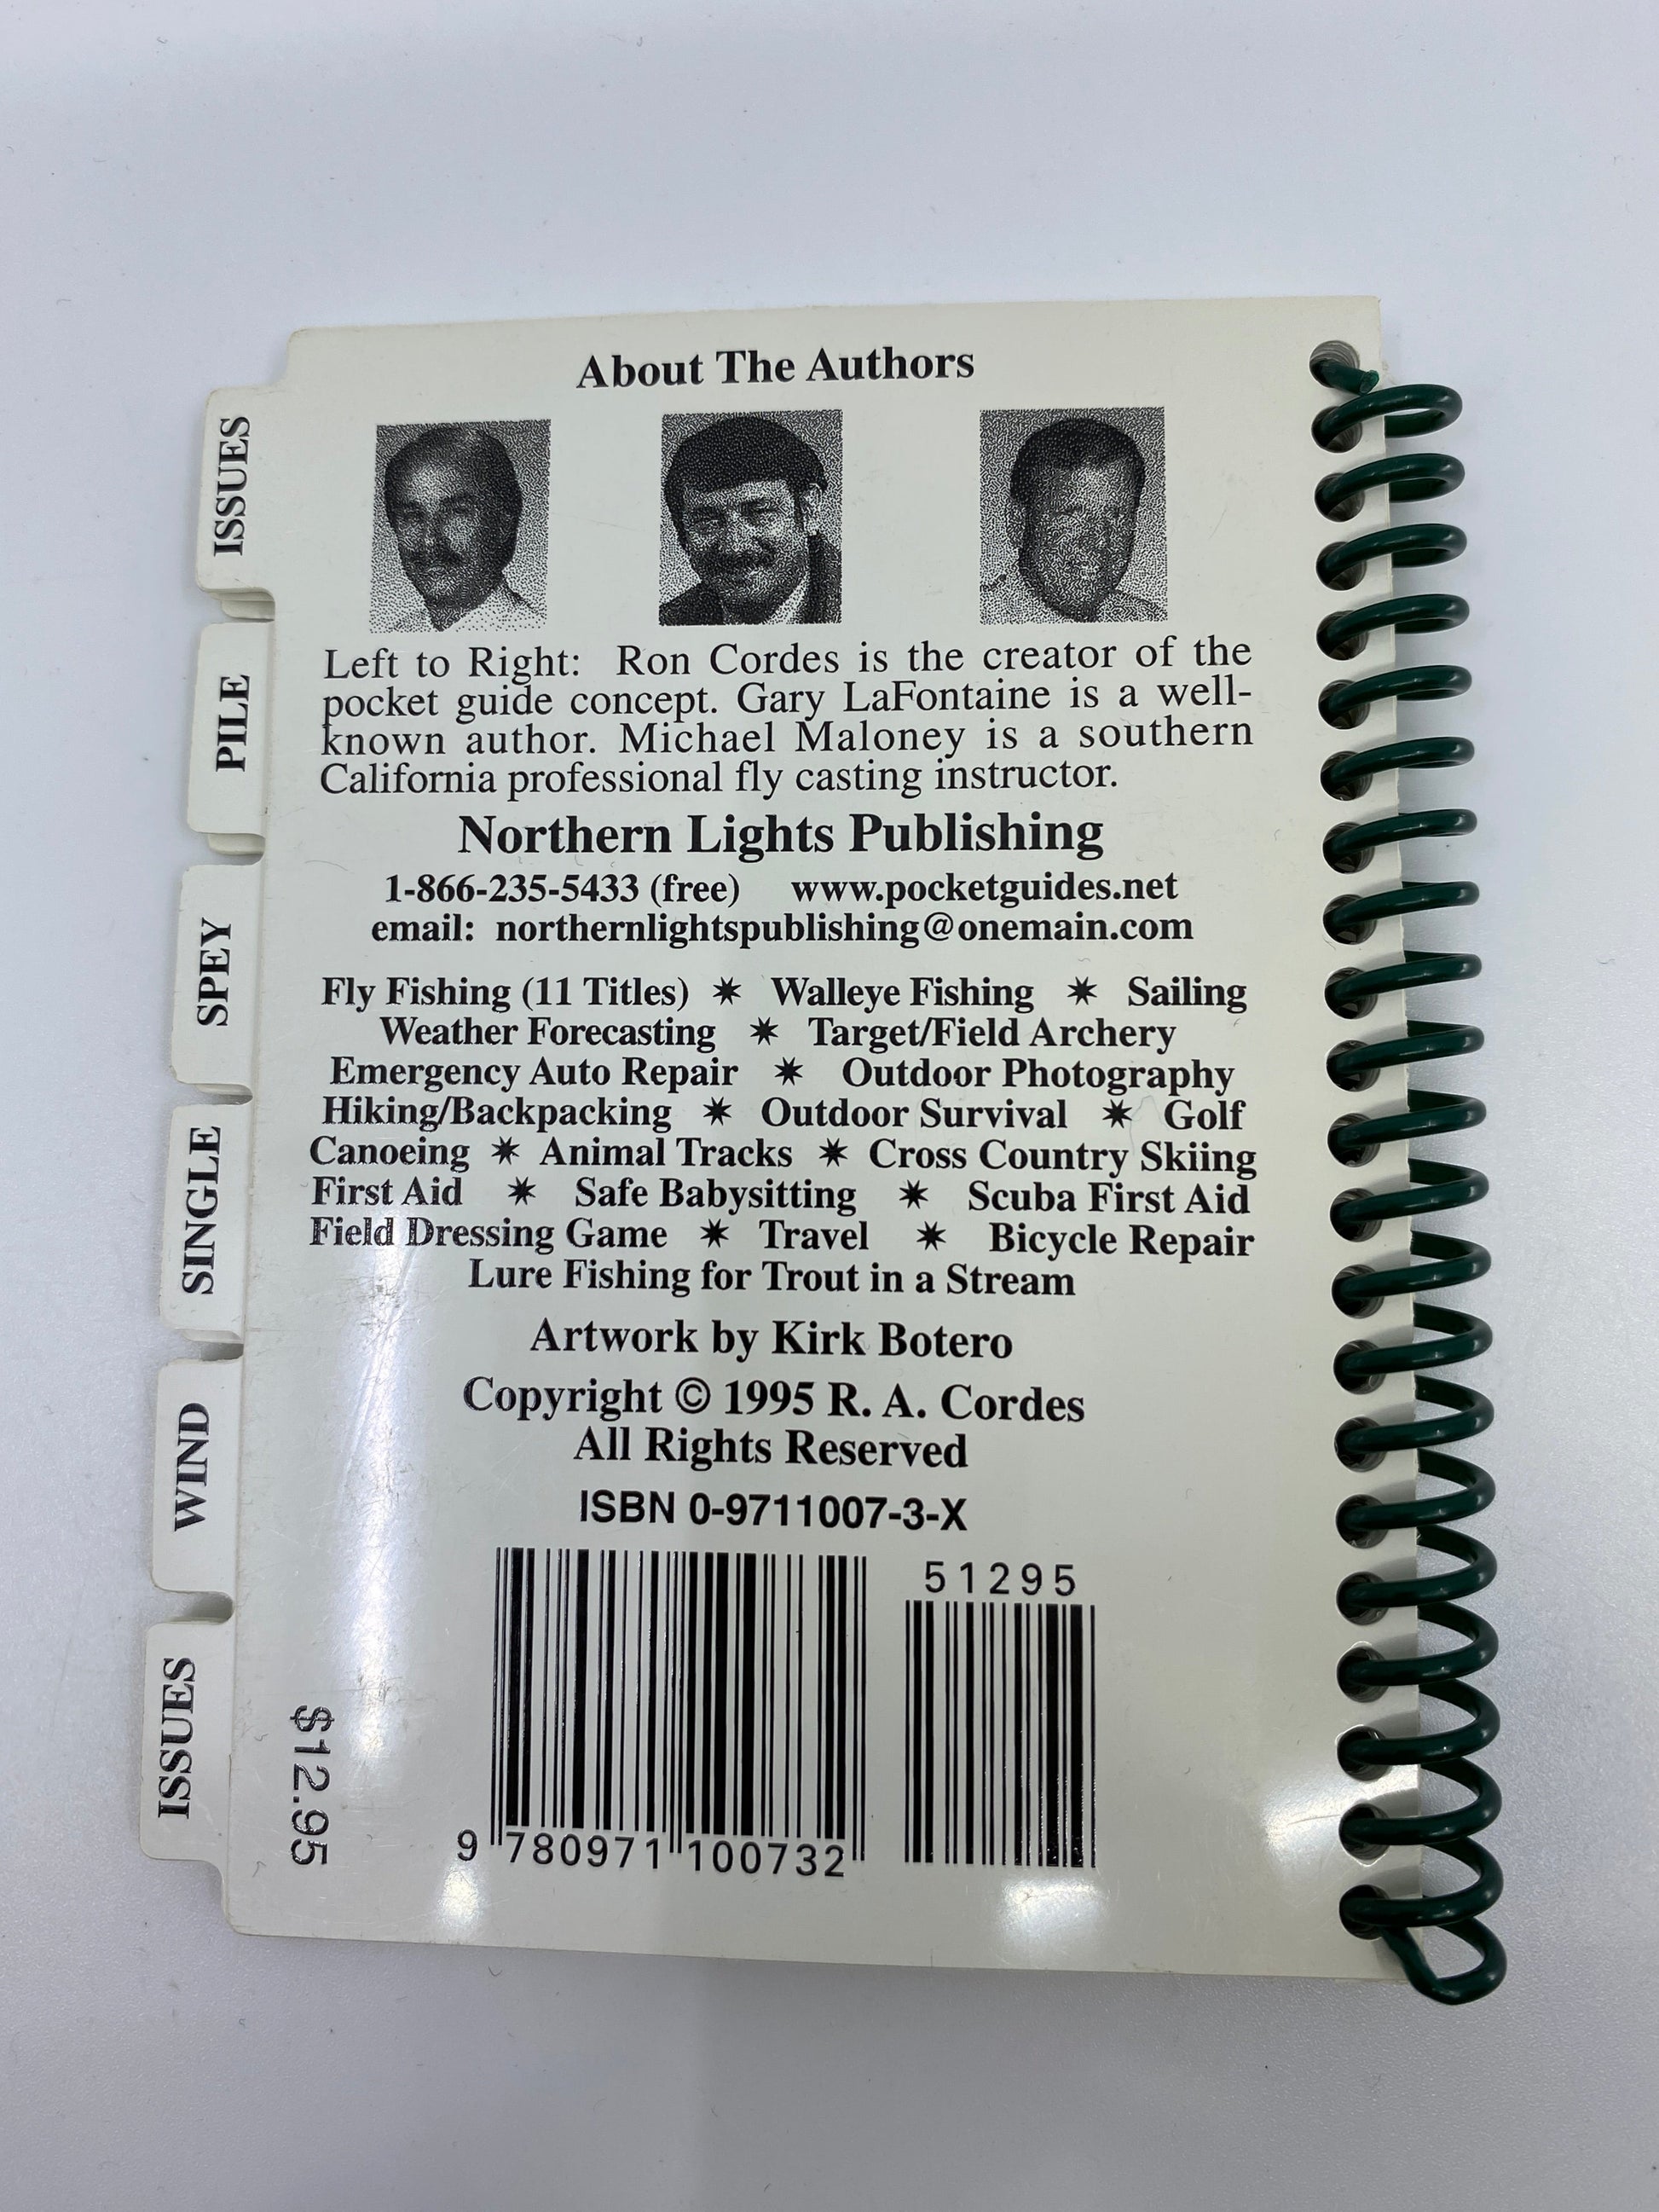 About The Authors
Left to Right: Ron Cordes is the creator of the
pocket guide concept. Gary LaFontaine is a well-
known author. Michael Maloney is a southern
California professional fly casting instructor.
Northern Lights Publishing
1-866-235-5433 (free) www.pocketguides.net
email: northernlightspublishing@onemain.com
Fly Fishing (11 Titles) ✷ Walleye Fishing ✷ Sailing
Weather Forecasting ✷ Target/Field Archery
Emergency Auto Repair ✷ Outdoor Photography
Hiking/Backpacking ✷ Outdoor Survival ✷ Golf
Canoeing ✷ Animal Tracks ✷ Cross Country Skiing
First Aid ✷ Safe Babysitting ✷ Scuba First Aid
Field Dressing Game ✷ Travel ✷ Bicycle Repair
Lure Fishing for Trout in a Stream
Artwork by Kirk Botero
Copyright © 1995 R. A. Cordes
All Rights Reserved
ISBN 0-9711007-3-X
51295
9 780971 100732
$12.95
ISSUES
PILE
SPEY
SINGLE
WIND
ISSUES